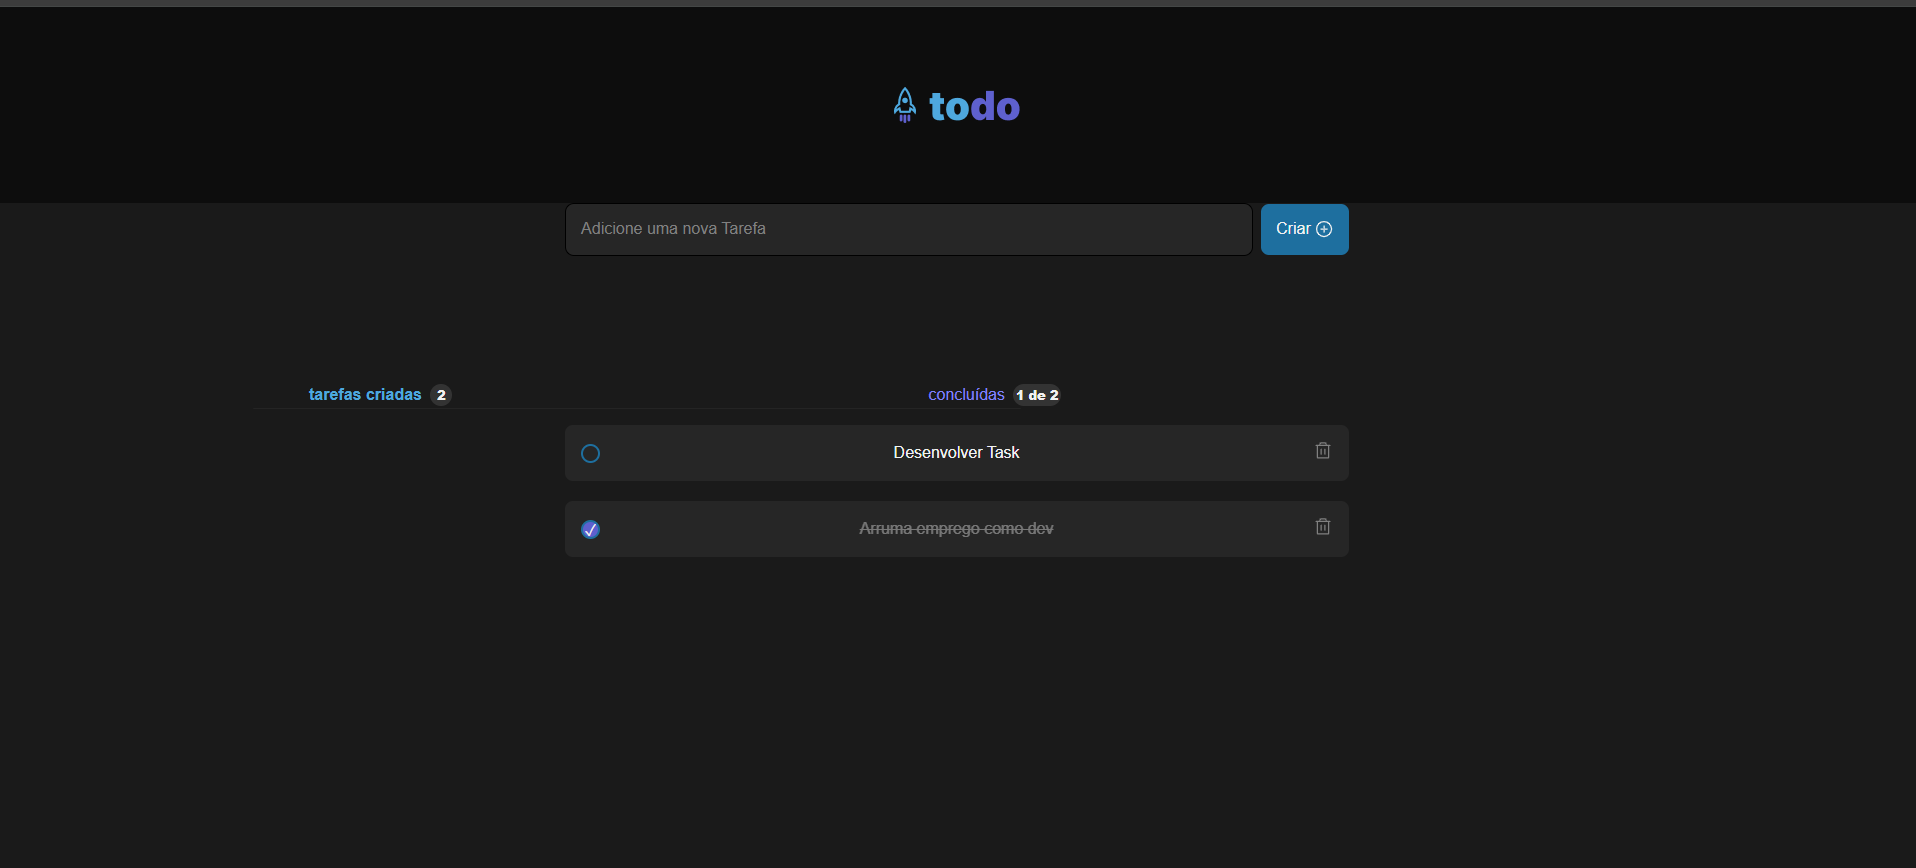 todo
Adicione uma nova Tarefa
Criar
tarefas criadas 2
concluídas 1 de 2
Desenvolver Task
Arruma emprego como dev